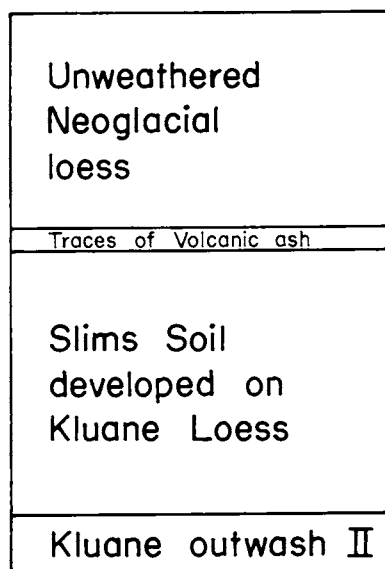 Unweathered
Neoglacial
loess
Traces of Volcanic ash
Slims Soil
developed on
Kluane Loess
Kluane outwash II